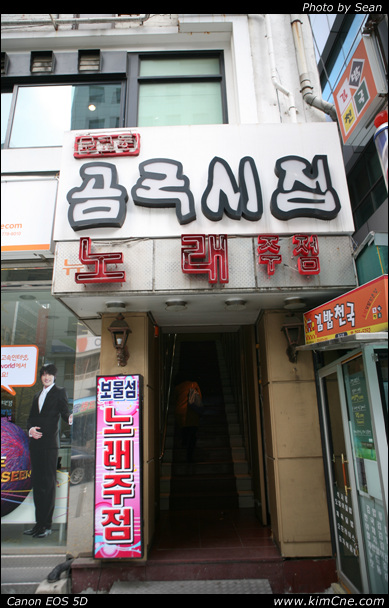 Photo by Sean
곰국시집
노래주점
ecom
김밥천국
보물섬
노래주점
Canon EOS 5D
www.kimCne.com